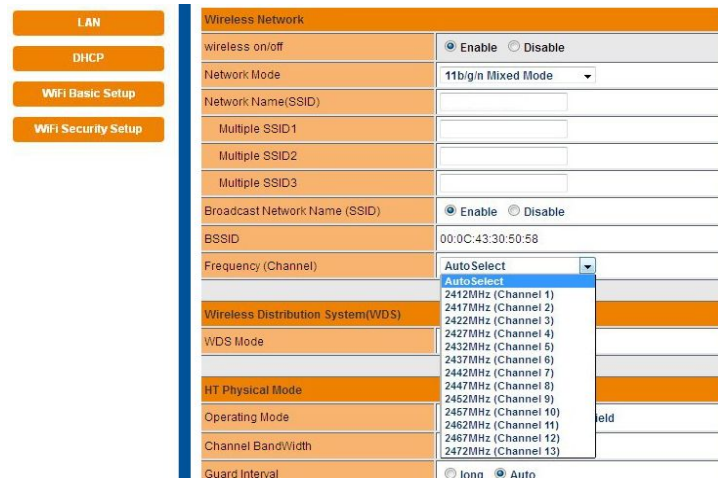 LAN
DHCP
WiFi Basic Setup
WiFi Security Setup
Wireless Network
wireless on/off Enable Disable
Network Mode 11b/g/n Mixed Mode
Network Name(SSID)
Multiple SSID1
Multiple SSID2
Multiple SSID3
Broadcast Network Name (SSID) Enable Disable
BSSID 00:0C:43:30:50:58
Frequency (Channel) AutoSelect
AutoSelect
2412MHz (Channel 1)
2417MHz (Channel 2)
2422MHz (Channel 3)
2427MHz (Channel 4)
2432MHz (Channel 5)
2437MHz (Channel 6)
2442MHz (Channel 7)
2447MHz (Channel 8)
2452MHz (Channel 9)
2457MHz (Channel 10)
2462MHz (Channel 11)
2467MHz (Channel 12)
2472MHz (Channel 13)
Wireless Distribution System(WDS)
WDS Mode
HT Physical Mode
Operating Mode ield
Channel BandWidth
Guard Interval long Auto